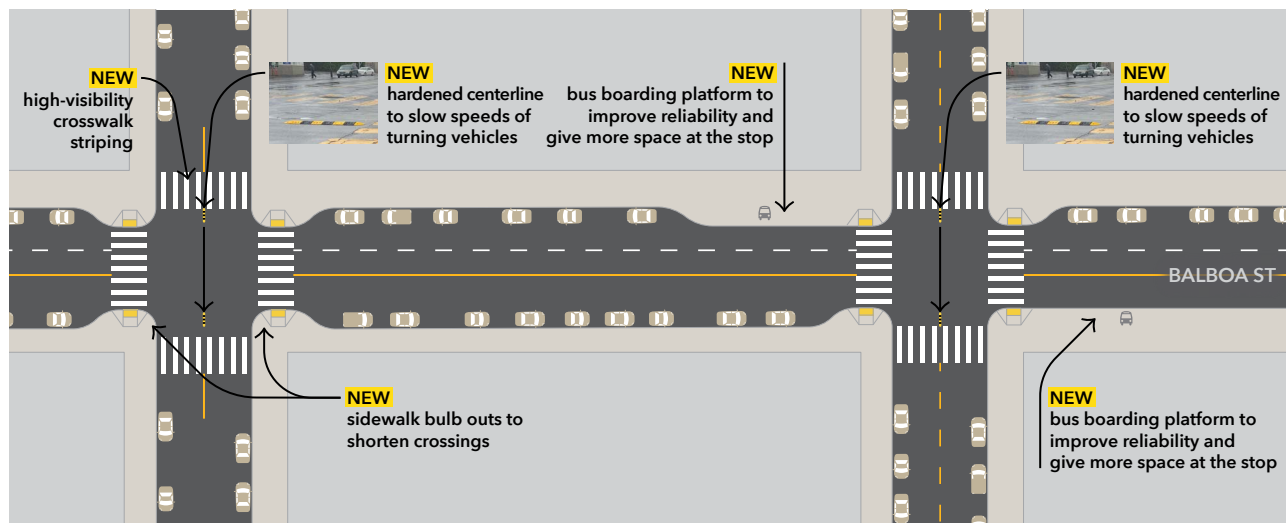 NEW
high-visibility
crosswalk
striping
NEW
hardened centerline
to slow speeds of
turning vehicles
NEW
bus boarding platform to
improve reliability and
give more space at the stop
NEW
hardened centerline
to slow speeds of
turning vehicles
BALBOA ST
NEW
sidewalk bulb outs to
shorten crossings
NEW
bus boarding platform to
improve reliability and
give more space at the stop